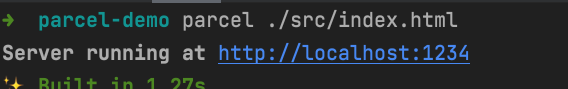 → parcel-demo parcel ./src/index.html
Server running at http://localhost:1234
✨ Built in 1.27s